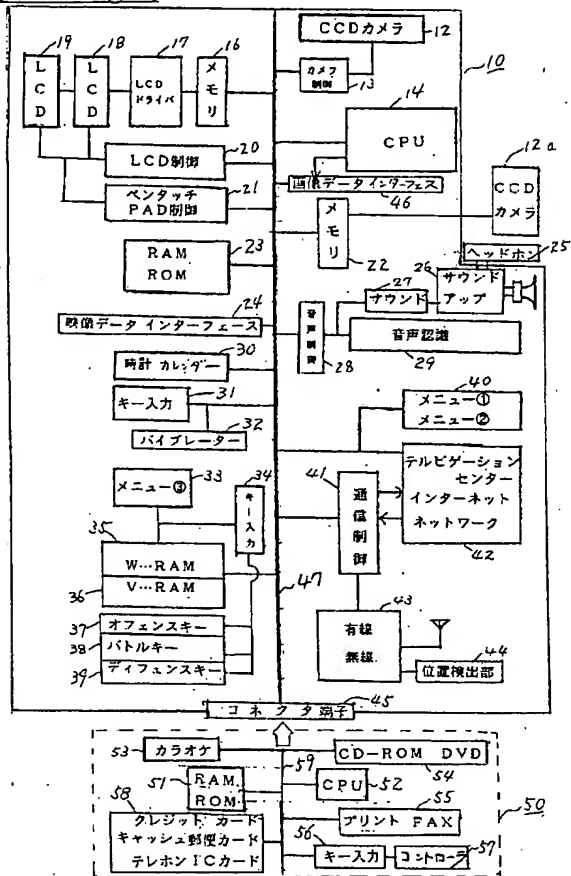 19
18
17
16
LCD
LCD
LCD
ドライバ
メモリ
CCDカメラ
12
カメラ
制御
13
10
14
CPU
20
LCD制御
ペンタッチ
PAD制御
21
画像データインターフェス
46
12a
CCD
カメラ
メモリ
22
RAM
ROM
23
ヘッドホン
25
26
サウンド
アップ
27
サウンド
音声制御
28
音声認識
29
24
映像データ インターフェース
30
時計 カレンダー
キー入力
31
バイブレーター
32
40
メニュー①
メニュー②
テルビゲーション
センター
インターネット
ネットワーク
42
41
通信制御
33
メニュー③
34
キー入力
35
W…RAM
36
V…RAM
47
43
有線
無線
44
位置検出部
37
オフェンスキー
38
バトルキー
39
ディフェンスキー
45
コネクタ端子
53
カラオケ
59
CD-ROM DVD
54
51
RAM
ROM
CPU
52
50
55
プリント FAX
58
クレジット カード
キャッシュ郵便カード
テレホンICカード
56
キー入力
コントローラ
57